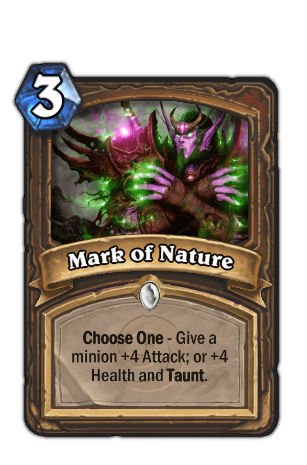 3
Mark of Nature
Choose One - Give a
minion +4 Attack; or +4
Health and Taunt.